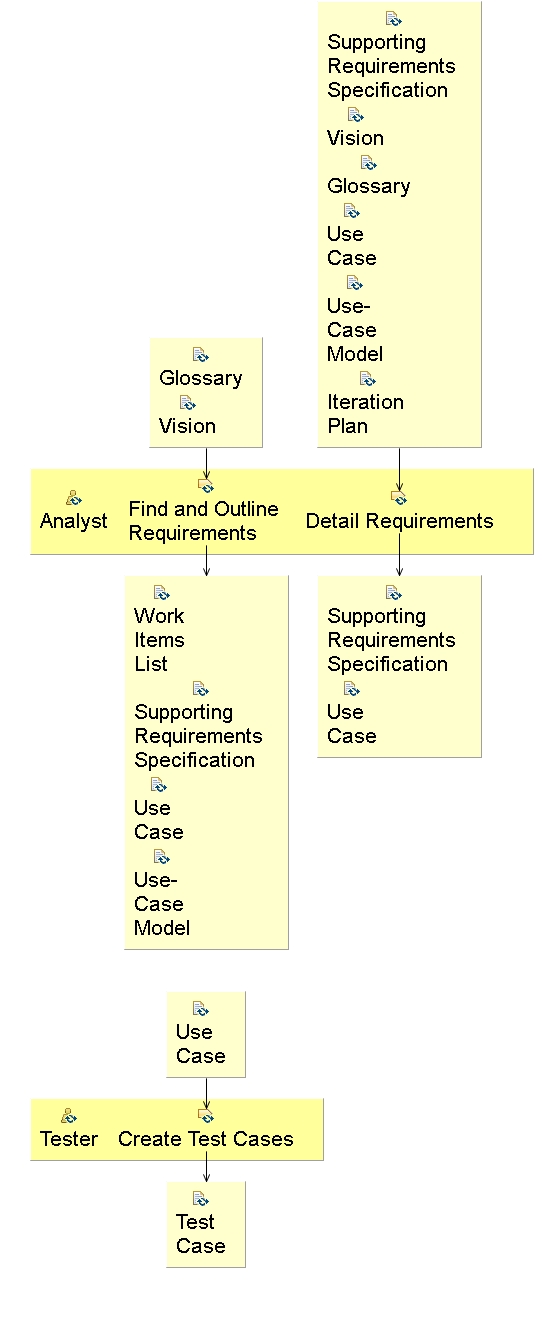 Supporting
Requirements
Specification
Vision
Glossary
Use
Case
Use-
Case
Model
Iteration
Plan
Glossary
Vision
Analyst
Find and Outline
Requirements
Detail Requirements
Work
Items
List
Supporting
Requirements
Specification
Use
Case
Use-
Case
Model
Supporting
Requirements
Specification
Use
Case
Use
Case
Tester
Create Test Cases
Test
Case